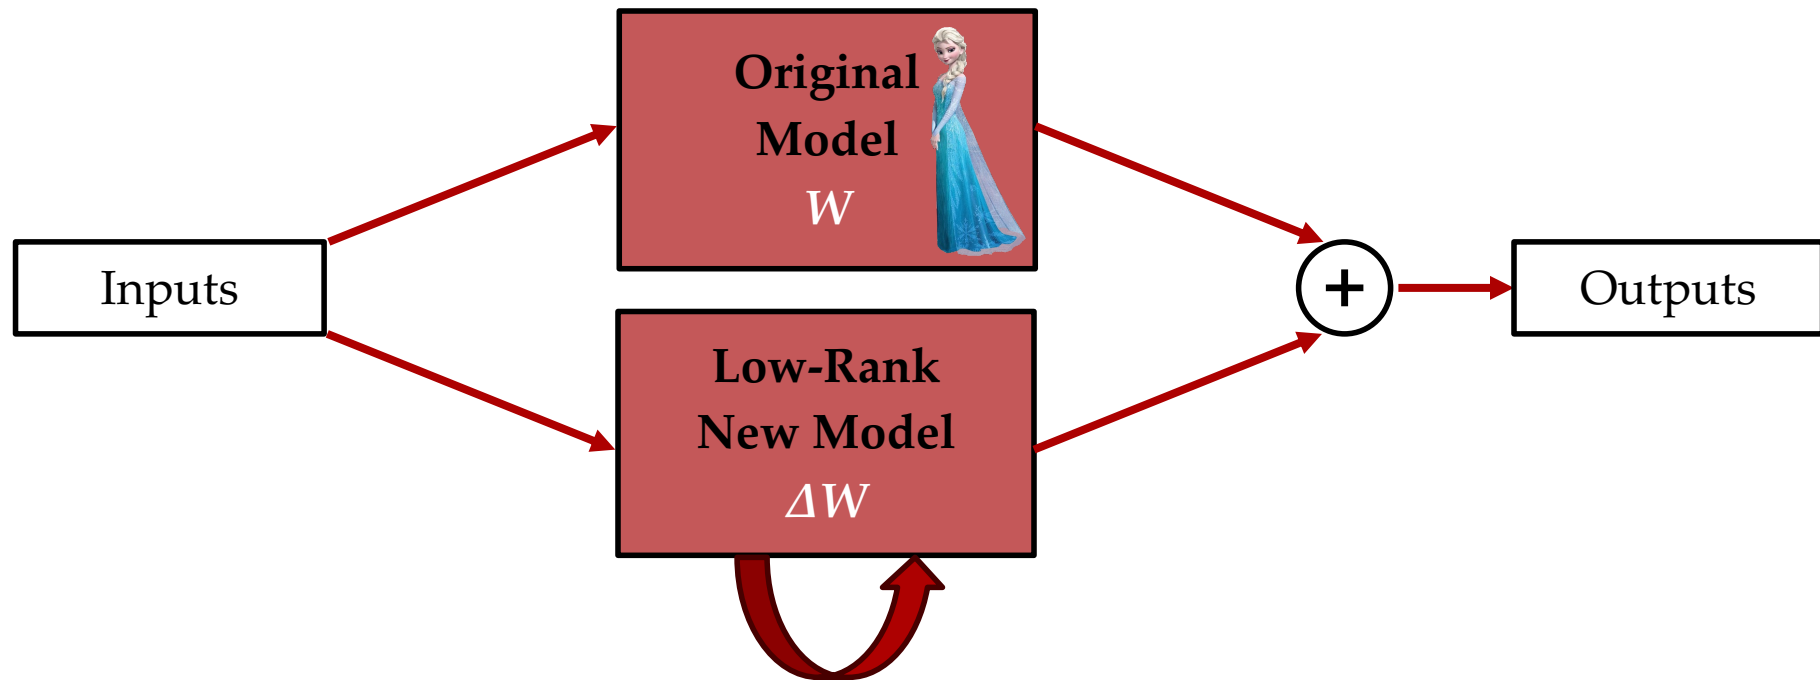 Inputs
Original
Model
W
Low-Rank
New Model
ΔW
+
Outputs